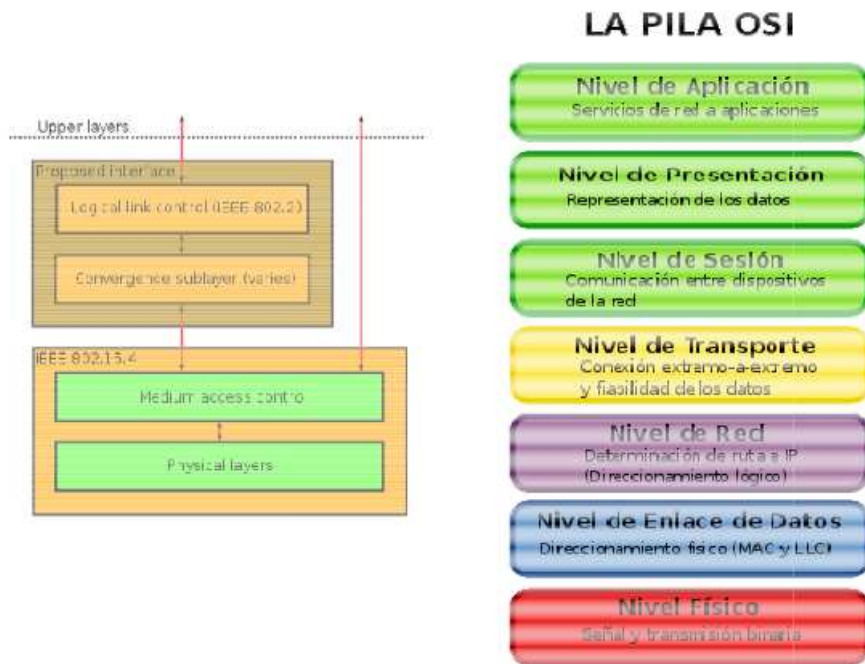 Upper layers
Proposed interface
Logical link control (IEEE 802.2)
Convergence sublayer (varies)
IEEE 802.15.4
Medium access control
Physical layers
LA PILA OSI
Nivel de Aplicación
Servicios de red a aplicaciones
Nivel de Presentación
Representación de los datos
Nivel de Sesión
Comunicación entre dispositivos
de la red
Nivel de Transporte
Conexión extremo-a-extremo
y fiabilidad de los datos
Nivel de Red
Determinación de ruta e IP
(Direccionamiento lógico)
Nivel de Enlace de Datos
Direccionamiento físico (MAC y LLC)
Nivel Físico
Señal y transmisión binaria